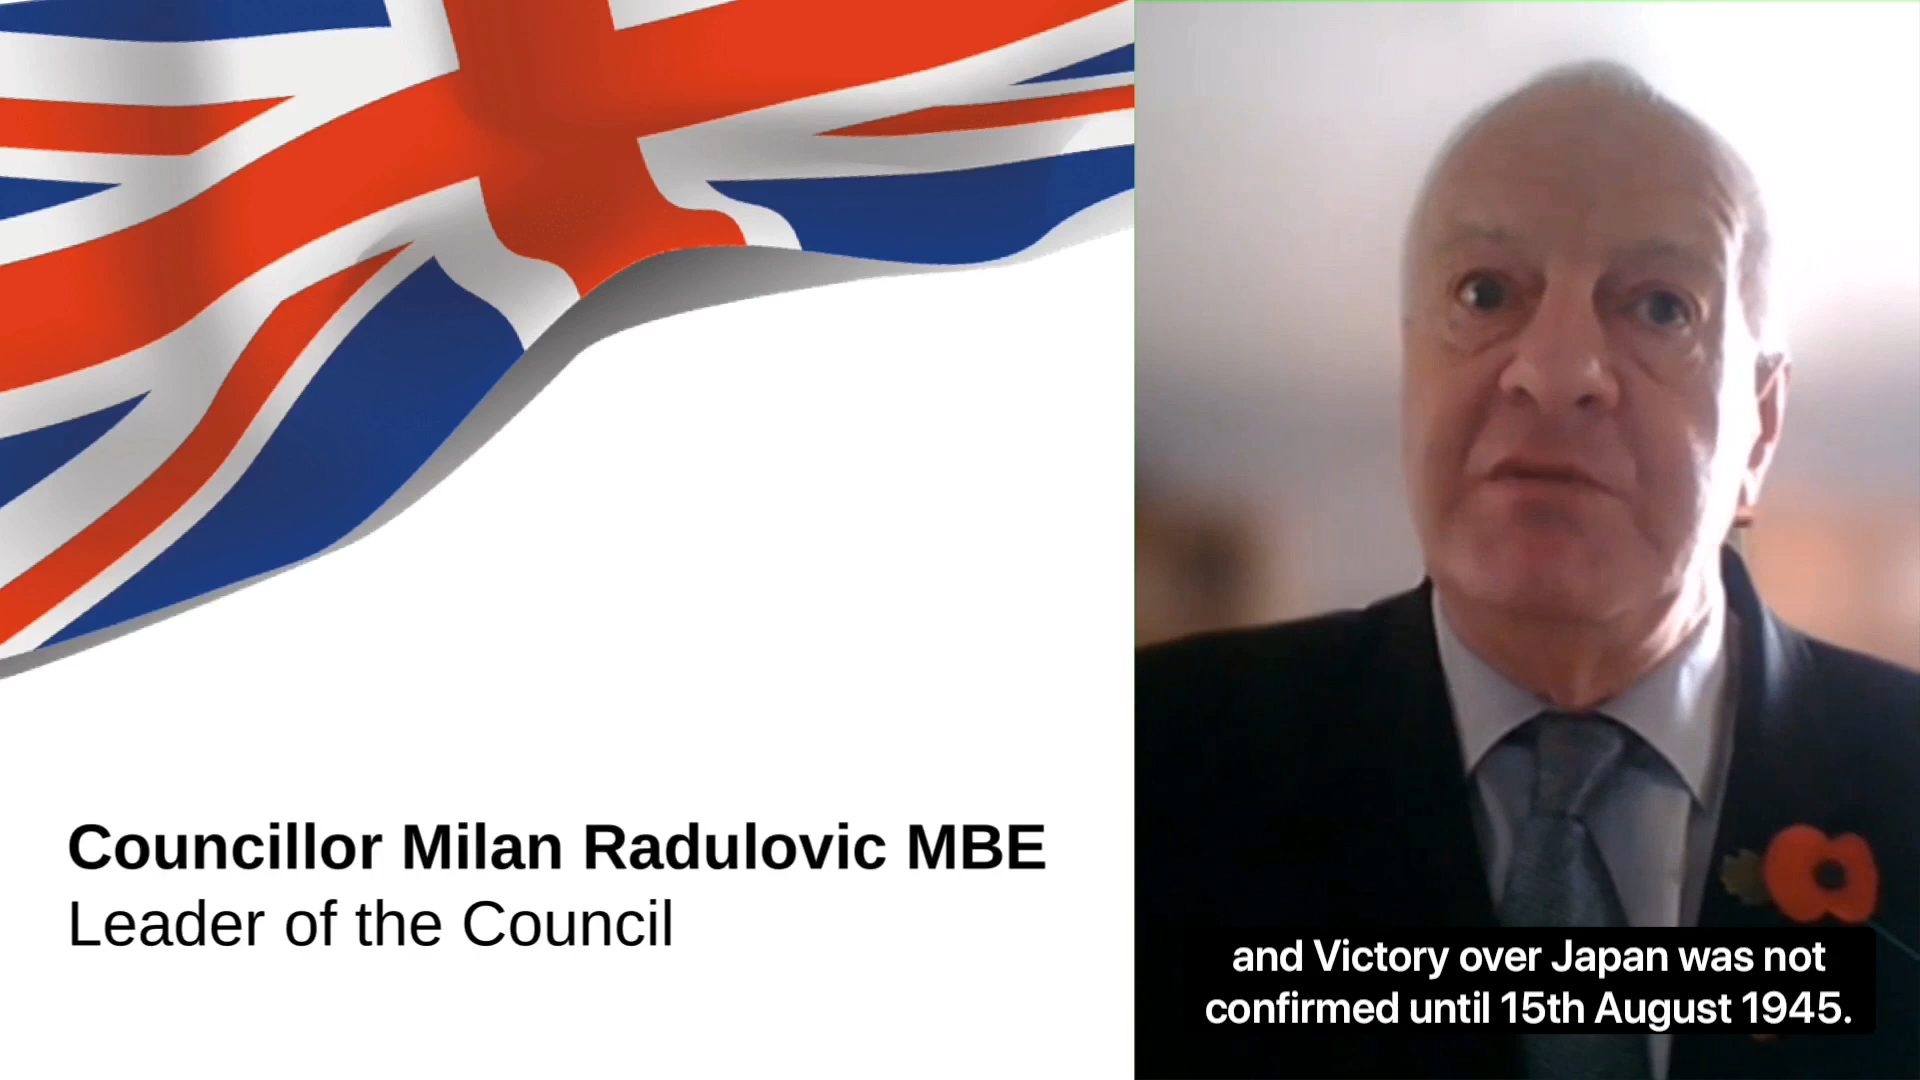 Councillor Milan Radulovic MBE
Leader of the Council
and Victory over Japan was not
confirmed until 15th August 1945.